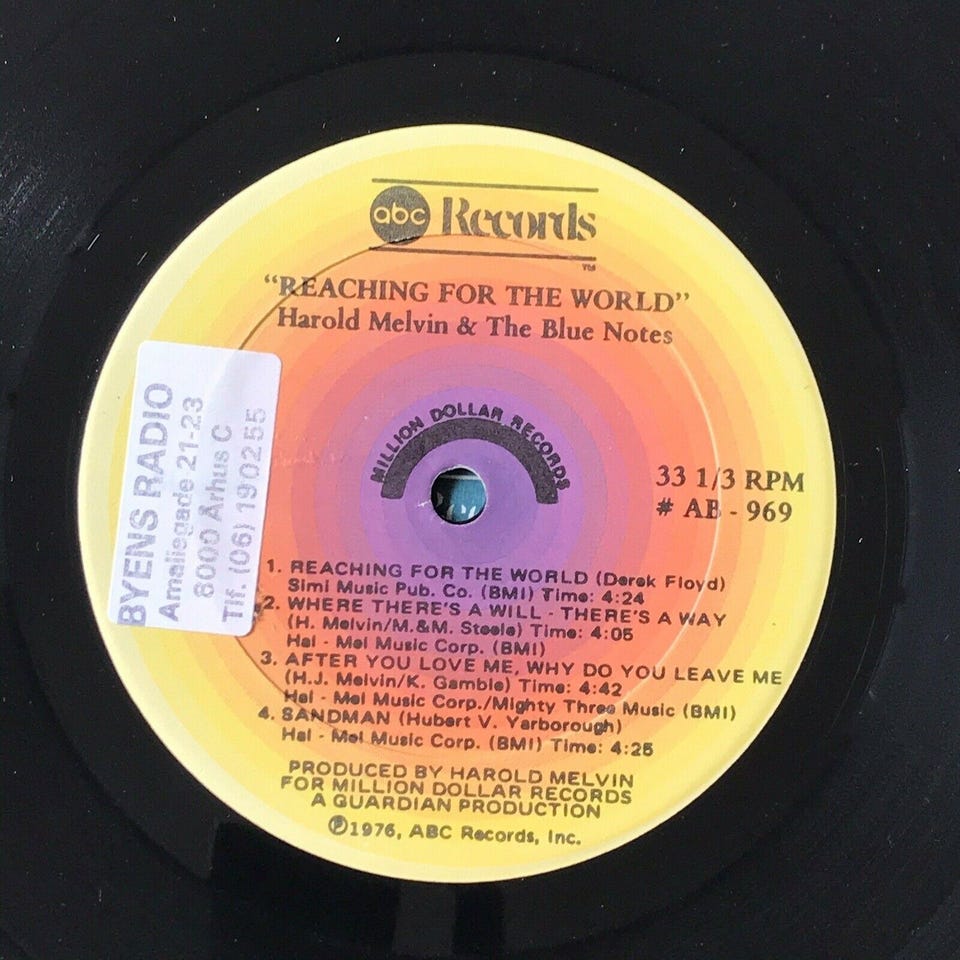 abc Records
TM
"REACHING FOR THE WORLD"
Harold Melvin & The Blue Notes
MILLION DOLLAR RECORDS
33 1/3 RPM
# AB - 969
BYENS RADIO
Amaliegade 21-23
8000 Århus C
Tlf. (06) 190255
1. REACHING FOR THE WORLD (Derek Floyd)
Simi Music Pub. Co. (BMI) Time: 4:24
2. WHERE THERE'S A WILL - THERE'S A WAY
(H. Melvin/M.&M. Steele) Time: 4:05
Hal - Mel Music Corp. (BMI)
3. AFTER YOU LOVE ME, WHY DO YOU LEAVE ME
(H.J. Melvin/K. Gamble) Time: 4:42
Hal - Mel Music Corp./Mighty Three Music (BMI)
4. SANDMAN (Hubert V. Yarborough)
Hal - Mel Music Corp. (BMI) Time: 4:25
PRODUCED BY HAROLD MELVIN
FOR MILLION DOLLAR RECORDS
A GUARDIAN PRODUCTION
℗1976, ABC Records, Inc.